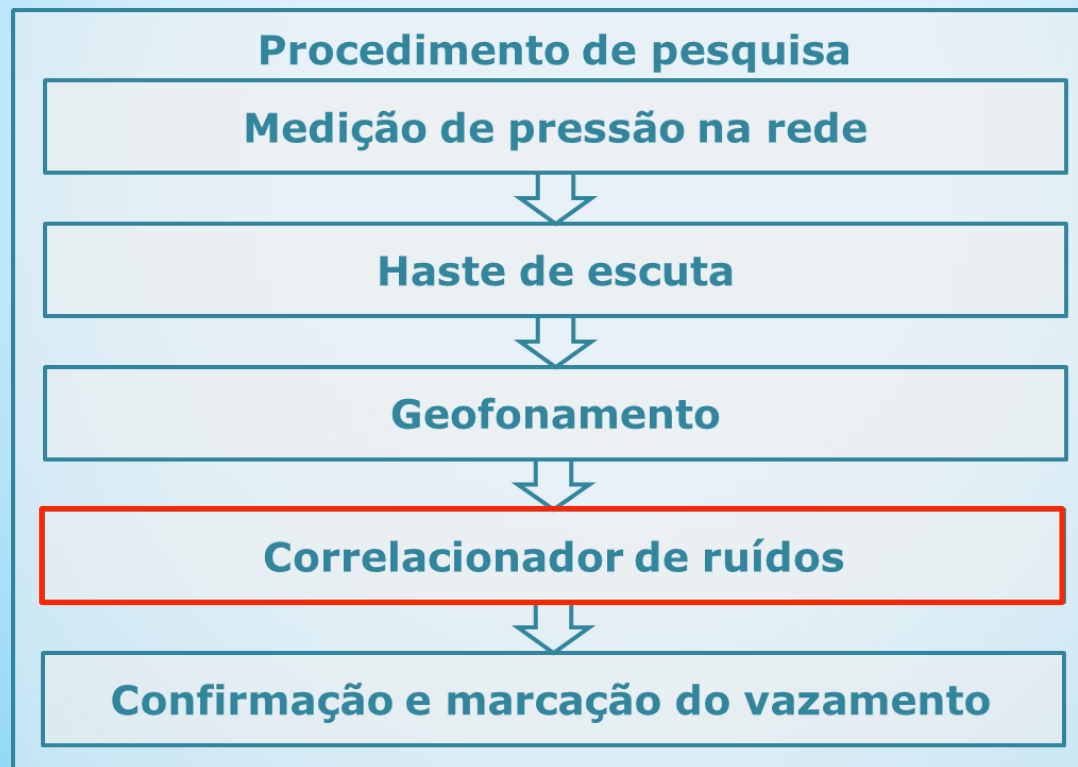 Procedimento de pesquisa
Medição de pressão na rede
Haste de escuta
Geofonamento
Correlacionador de ruídos
Confirmação e marcação do vazamento